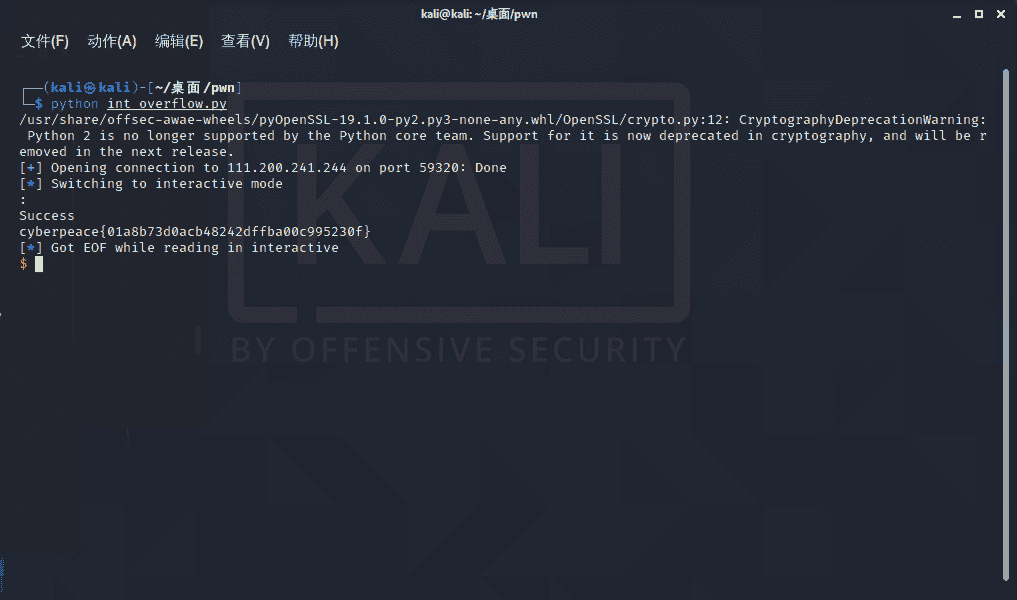 kali@kali: ~/桌面/pwn
文件(F) 动作(A) 编辑(E) 查看(V) 帮助(H)
┌──(kali㉿kali)-[~/桌面/pwn]
└─$ python int_overflow.py
/usr/share/offsec-awae-wheels/pyOpenSSL-19.1.0-py2.py3-none-any.whl/OpenSSL/crypto.py:12: CryptographyDeprecationWarning:
 Python 2 is no longer supported by the Python core team. Support for it is now deprecated in cryptography, and will be r
emoved in the next release.
[+] Opening connection to 111.200.241.244 on port 59320: Done
[*] Switching to interactive mode
:
Success
cyberpeace{01a8b73d0acb48242dffba00c995230f}
[*] Got EOF while reading in interactive
$
KALI
BY OFFENSIVE SECURITY